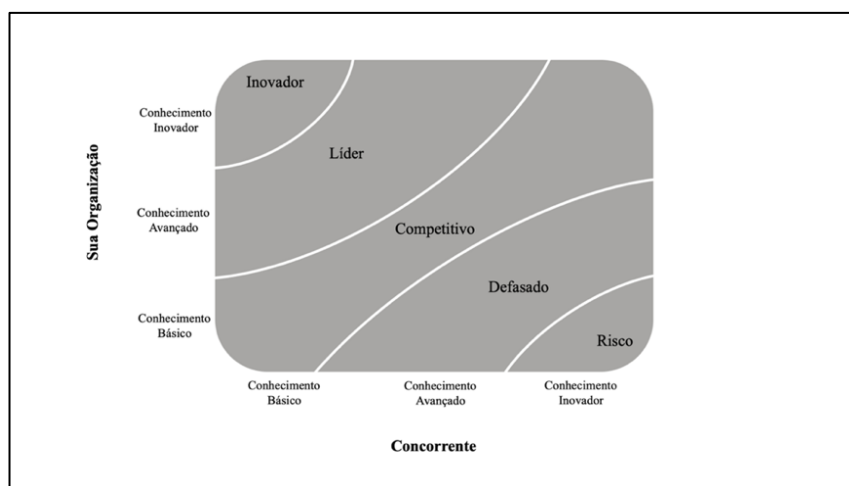 Inovador
Conhecimento
Inovador
Líder
Sua Organização
Conhecimento
Avançado
Competitivo
Defasado
Conhecimento
Básico
Risco
Conhecimento
Básico
Conhecimento
Avançado
Conhecimento
Inovador
Concorrente